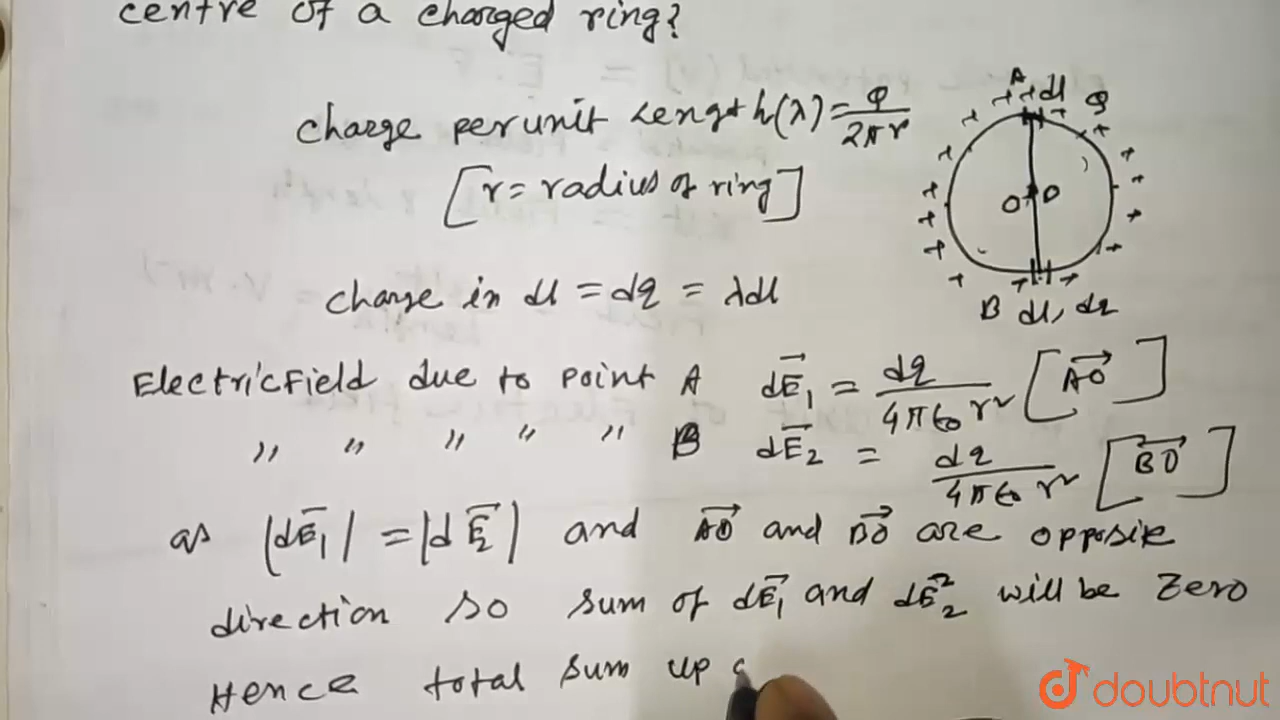 centre of a charged ring?
charge per unit Length (λ) = Q/2πr
[r = radius of ring]
A dl Q
O
B dl, dq
charge in dl = dq = λdl
Electric Field due to point A dE⃗₁ = dq/4πϵ₀r² [AO⃗]
,, ,, ,, ,, ,, B dE⃗₂ = dq/4πϵ₀r² [BO⃗]
as |dE⃗₁| = |dE⃗₂| and AO⃗ and BO⃗ are opposite
direction so sum of dE⃗₁ and dE⃗₂ will be Zero
Hence total sum up
doubtnut